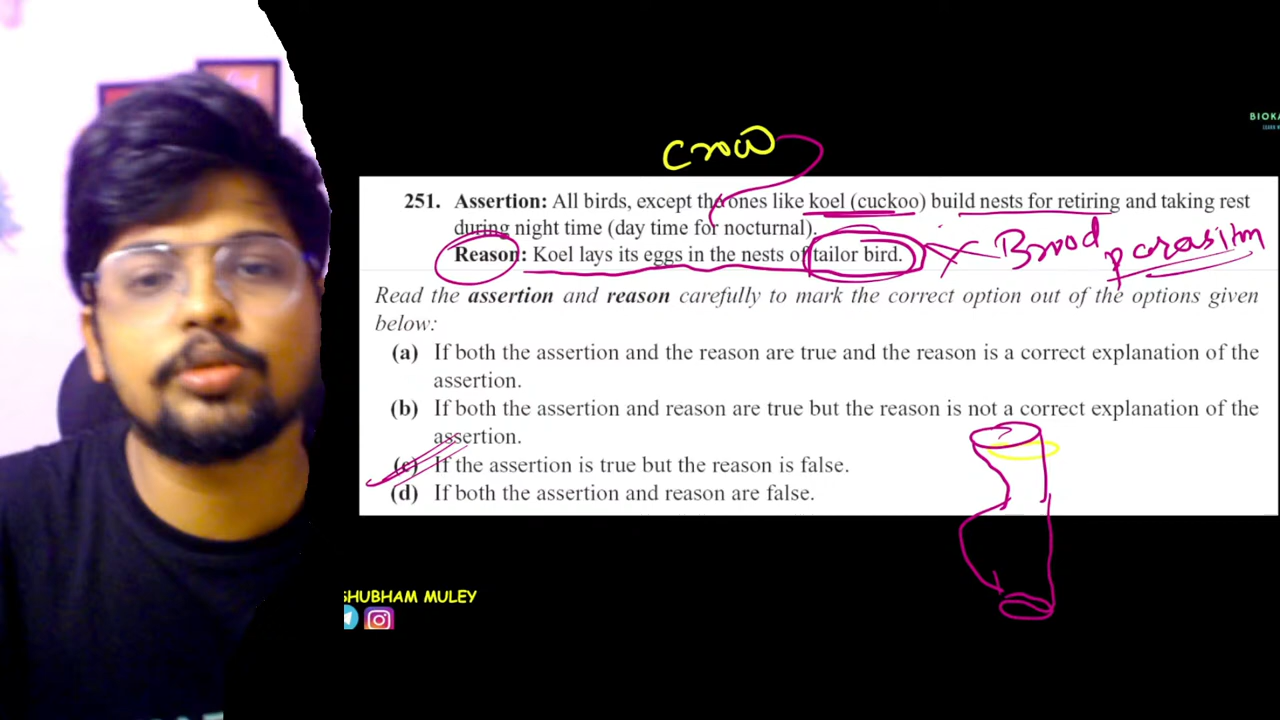 BIOKA
Crow
251. Assertion: All birds, except the ones like koel (cuckoo) build nests for retiring and taking rest
during night time (day time for nocturnal).
Reason: Koel lays its eggs in the nests of tailor bird.
Brood
parasitism
Read the assertion and reason carefully to mark the correct option out of the options given
below:
(a) If both the assertion and the reason are true and the reason is a correct explanation of the
assertion.
(b) If both the assertion and reason are true but the reason is not a correct explanation of the
assertion.
(c) If the assertion is true but the reason is false.
(d) If both the assertion and reason are false.
SHUBHAM MULEY